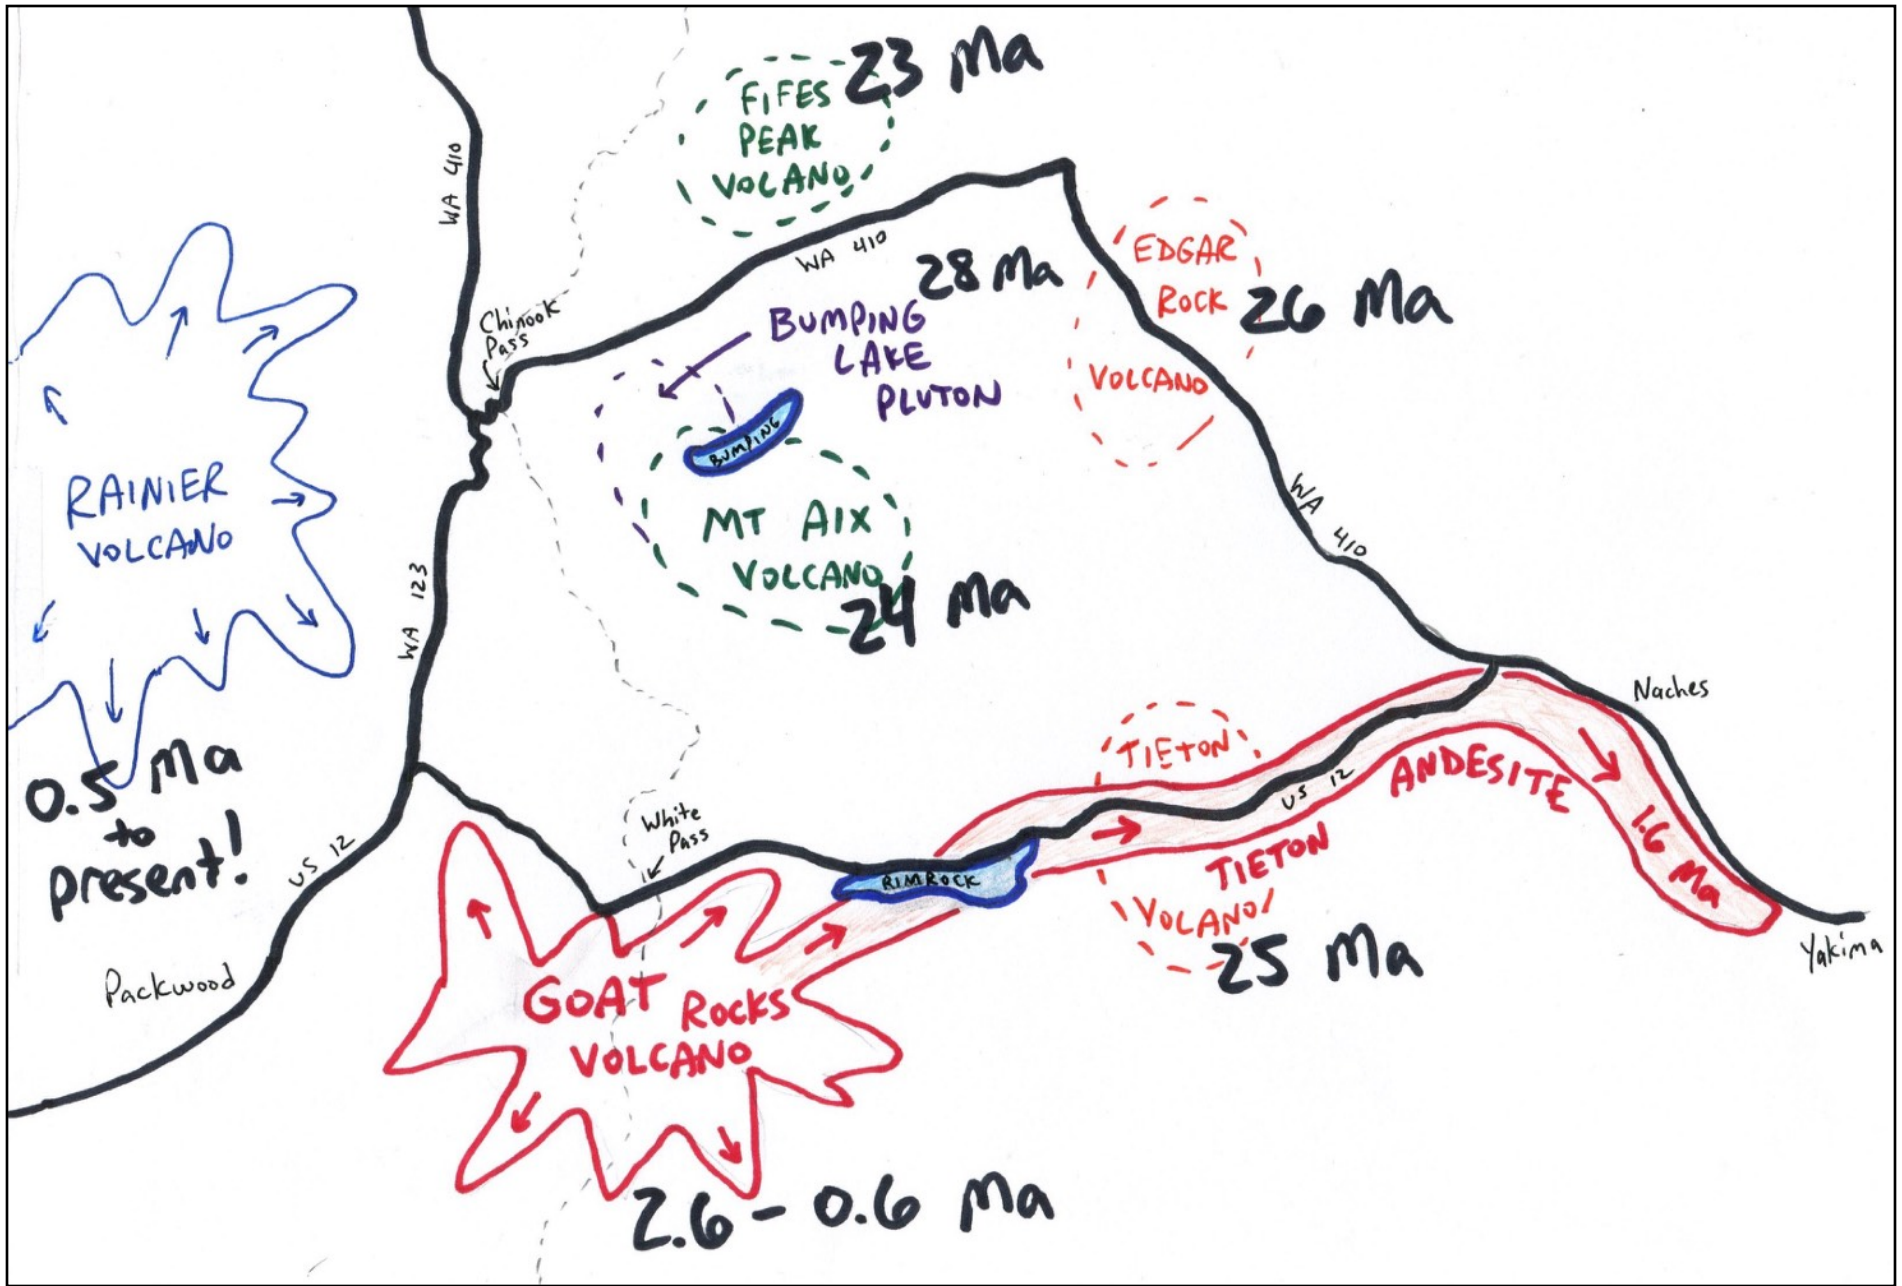 23 Ma
FIFES
PEAK
VOLCANO
WA 410
WA 410
EDGAR
ROCK
VOLCANO
26 Ma
28 Ma
BUMPING
LAKE
PLUTON
Chinook
Pass
BUMPING
MT AIX
VOLCANO
24 Ma
RAINIER
VOLCANO
0.5 Ma
to
present!
WA 123
WA 410
Naches
TIETON
VOLCANO
25 Ma
US 12
ANDESITE
TIETON
1.6 Ma
Yakima
White
Pass
RIMROCK
US 12
Packwood
GOAT ROCKS
VOLCANO
2.6 - 0.6 Ma